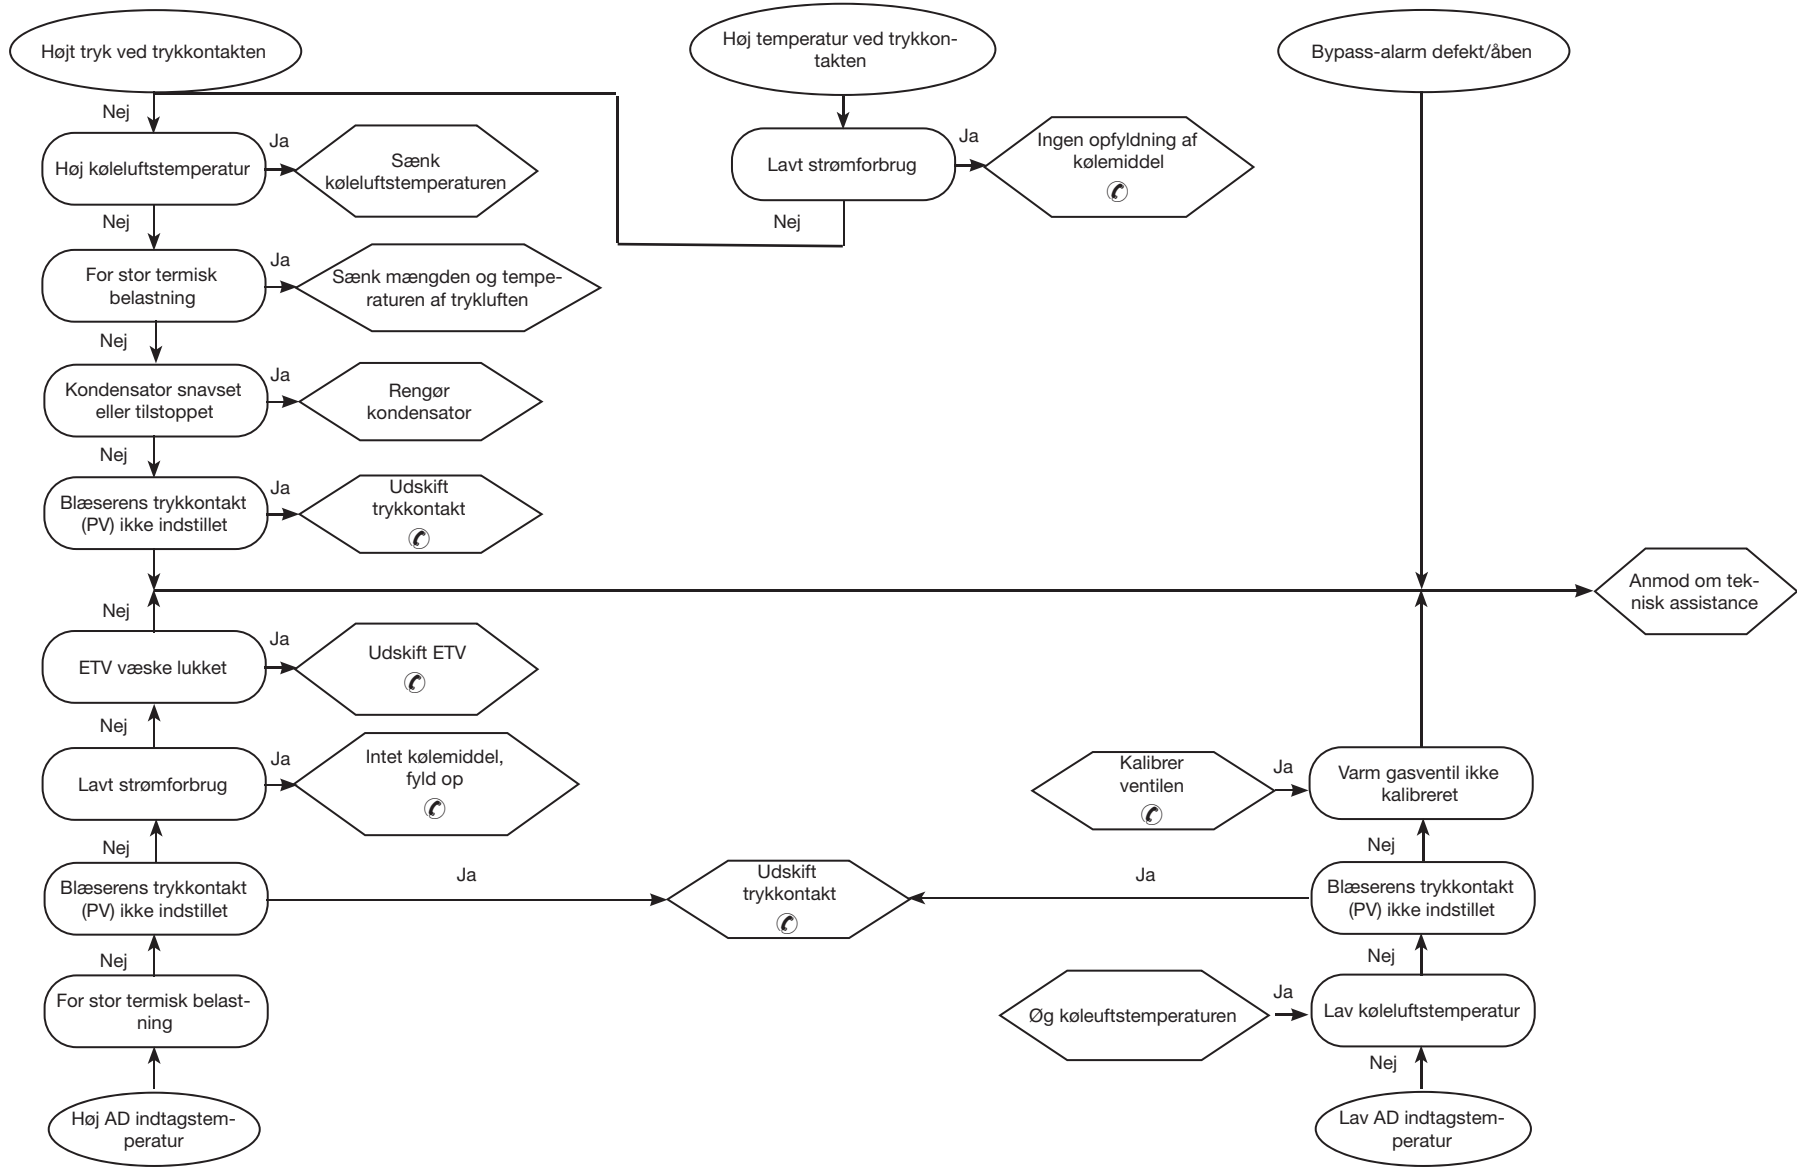 Højt tryk ved trykkontakten
Høj temperatur ved trykkon-
takten
Bypass-alarm defekt/åben
Nej
Høj køleluftstemperatur
Ja
Sænk
køleluftstemperaturen
Lavt strømforbrug
Ja
Ingen opfyldning af
kølemiddel
Nej
Nej
For stor termisk
belastning
Ja
Sænk mængden og tempe-
raturen af trykluften
Nej
Kondensator snavset
eller tilstoppet
Ja
Rengør
kondensator
Nej
Blæserens trykkontakt
(PV) ikke indstillet
Ja
Udskift
trykkontakt
Anmod om tek-
nisk assistance
Nej
ETV væske lukket
Ja
Udskift ETV
Nej
Lavt strømforbrug
Ja
Intet kølemiddel,
fyld op
Kalibrer
ventilen
Ja
Varm gasventil ikke
kalibreret
Nej
Nej
Blæserens trykkontakt
(PV) ikke indstillet
Ja
Udskift
trykkontakt
Ja
Blæserens trykkontakt
(PV) ikke indstillet
Nej
Nej
For stor termisk belast-
ning
Øg køleuftstemperaturen
Ja
Lav køleluftstemperatur
Nej
Høj AD indtagstem-
peratur
Lav AD indtagstem-
peratur